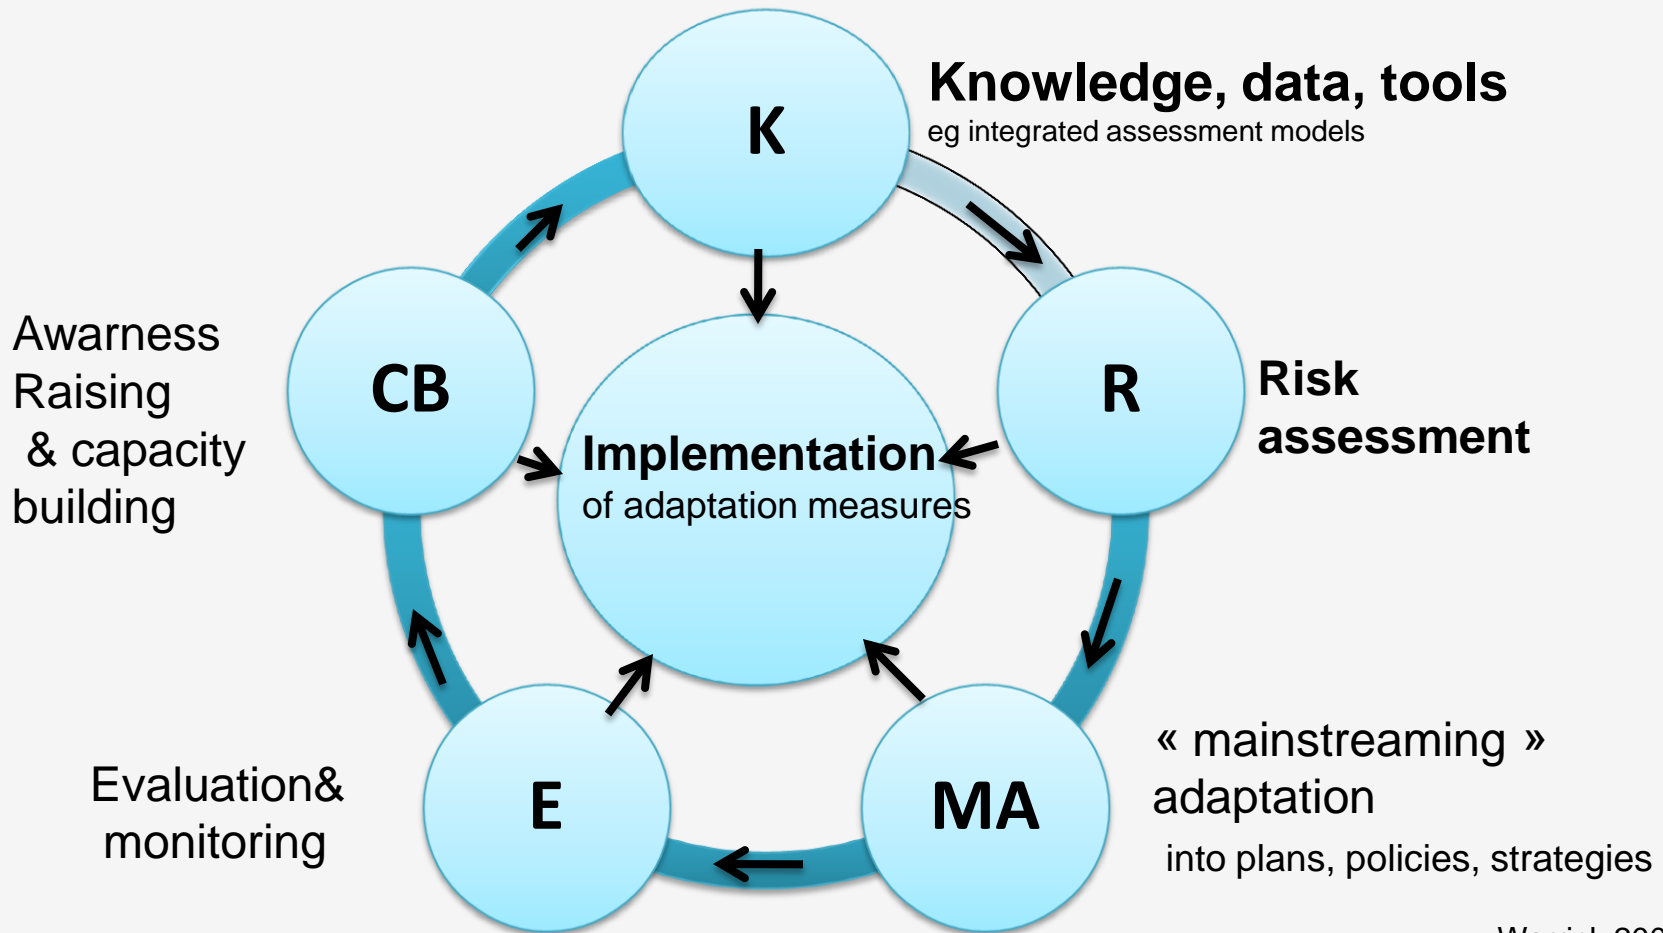 K
Knowledge, data, tools
eg integrated assessment models
Awarness
Raising
& capacity
building
CB
R
Risk
assessment
Implementation
of adaptation measures
Evaluation&
monitoring
E
MA
« mainstreaming »
adaptation
into plans, policies, strategies